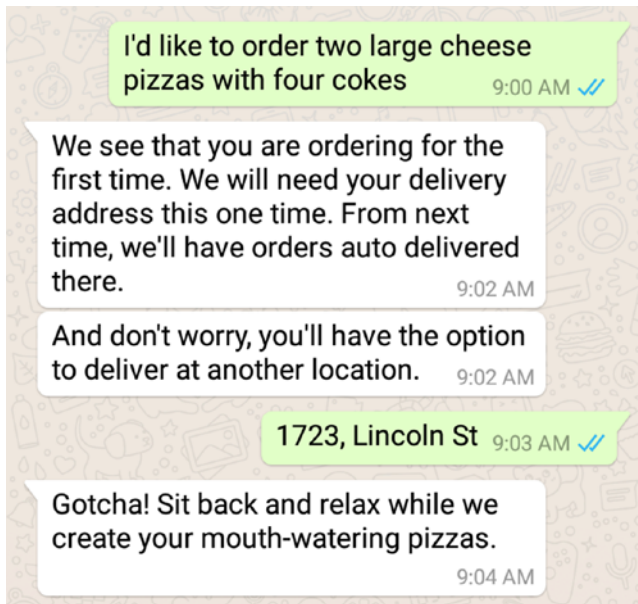 I'd like to order two large cheese
pizzas with four cokes 9:00 AM
We see that you are ordering for the
first time. We will need your delivery
address this one time. From next
time, we'll have orders auto delivered
there. 9:02 AM
And don't worry, you'll have the option
to deliver at another location. 9:02 AM
1723, Lincoln St 9:03 AM
Gotcha! Sit back and relax while we
create your mouth-watering pizzas.
9:04 AM